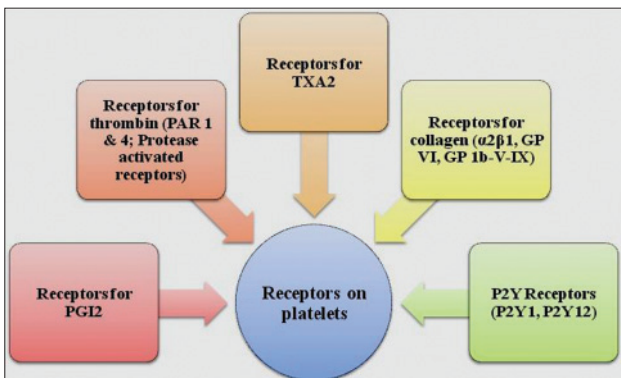 Receptors for
TXA2
Receptors for
thrombin (PAR 1
& 4; Protease
activated
receptors)
Receptors for
collagen (α2β1, GP
VI, GP 1b-V-IX)
Receptors for
PGI2
Receptors on
platelets
P2Y Receptors
(P2Y1, P2Y12)